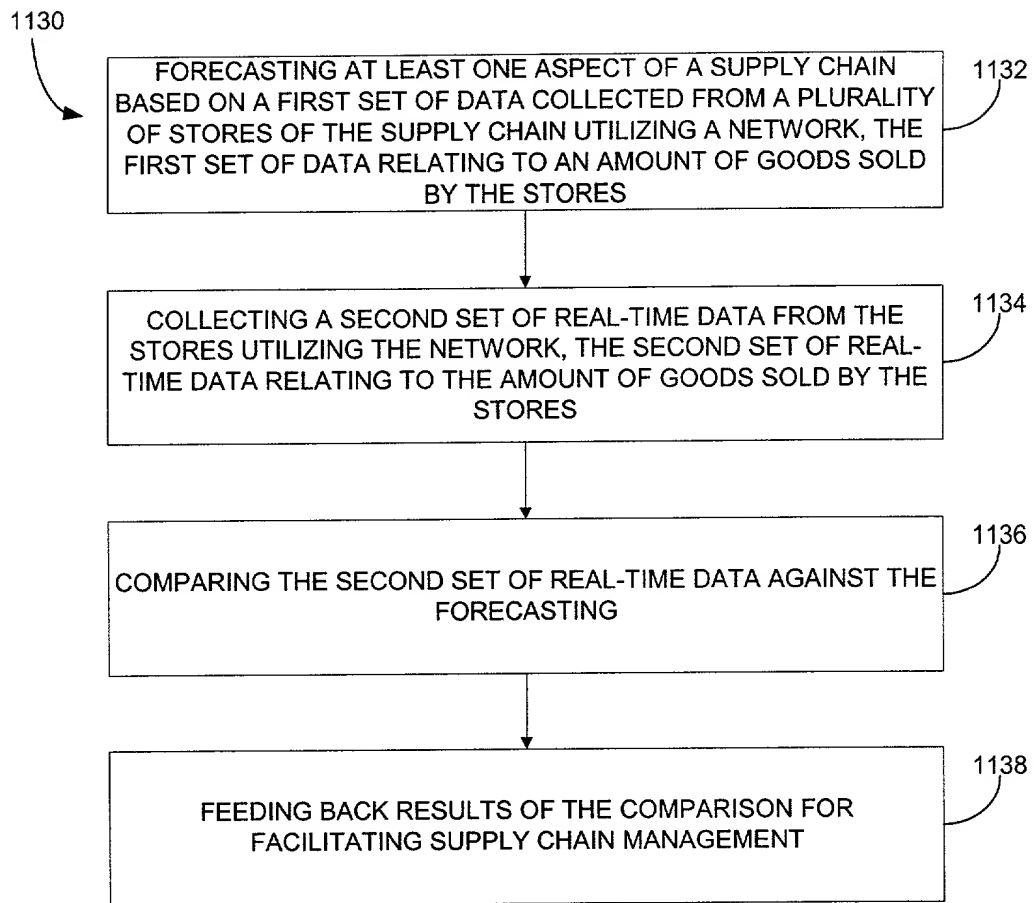 1130
FORECASTING AT LEAST ONE ASPECT OF A SUPPLY CHAIN
BASED ON A FIRST SET OF DATA COLLECTED FROM A PLURALITY
OF STORES OF THE SUPPLY CHAIN UTILIZING A NETWORK, THE
FIRST SET OF DATA RELATING TO AN AMOUNT OF GOODS SOLD
BY THE STORES
1132
COLLECTING A SECOND SET OF REAL-TIME DATA FROM THE
STORES UTILIZING THE NETWORK, THE SECOND SET OF REAL-
TIME DATA RELATING TO THE AMOUNT OF GOODS SOLD BY THE
STORES
1134
COMPARING THE SECOND SET OF REAL-TIME DATA AGAINST THE
FORECASTING
1136
FEEDING BACK RESULTS OF THE COMPARISON FOR
FACILITATING SUPPLY CHAIN MANAGEMENT
1138